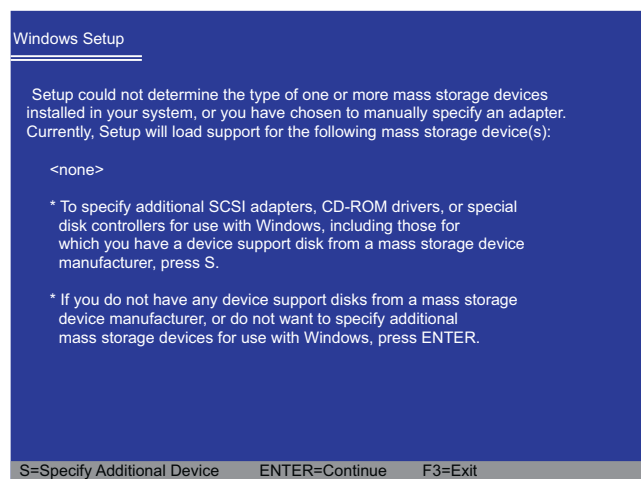 Windows Setup
Setup could not determine the type of one or more mass storage devices
installed in your system, or you have chosen to manually specify an adapter.
Currently, Setup will load support for the following mass storage device(s):
<none>
* To specify additional SCSI adapters, CD-ROM drivers, or special
disk controllers for use with Windows, including those for
which you have a device support disk from a mass storage device
manufacturer, press S.
* If you do not have any device support disks from a mass storage
device manufacturer, or do not want to specify additional
mass storage devices for use with Windows, press ENTER.
S=Specify Additional Device ENTER=Continue F3=Exit